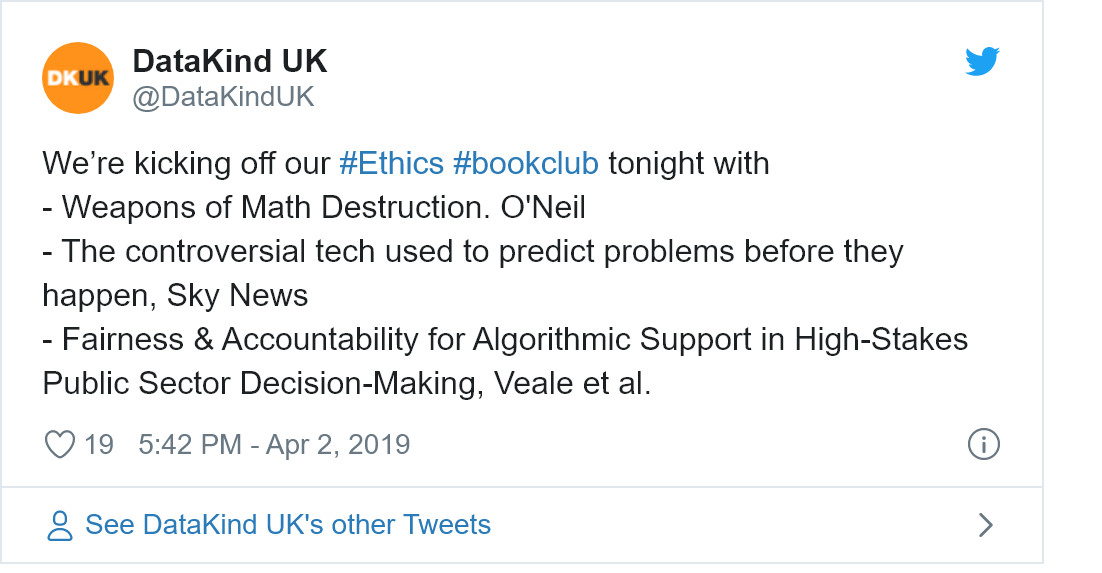 DKUK
DataKind UK
@DataKindUK
We’re kicking off our #Ethics #bookclub tonight with
- Weapons of Math Destruction. O'Neil
- The controversial tech used to predict problems before they
happen, Sky News
- Fairness & Accountability for Algorithmic Support in High-Stakes
Public Sector Decision-Making, Veale et al.
19 5:42 PM - Apr 2, 2019
See DataKind UK's other Tweets